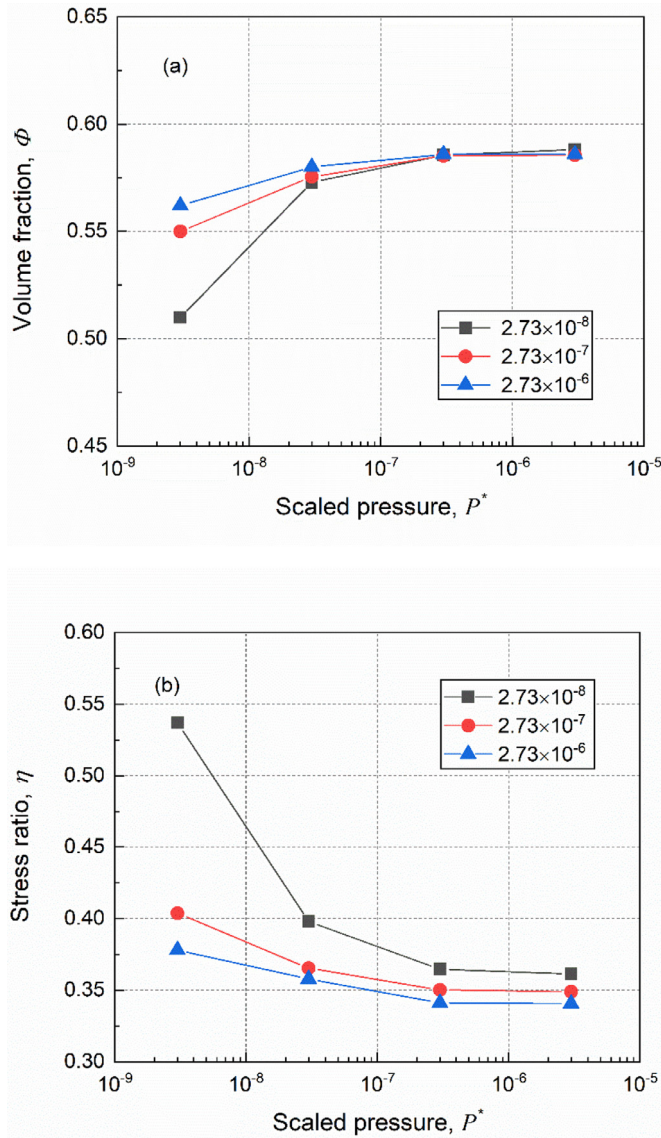 0.65
(a)
0.60
0.55
0.50
0.45
Volume fraction, Φ
2.73×10⁻⁸
2.73×10⁻⁷
2.73×10⁻⁶
10⁻⁹ 10⁻⁸ 10⁻⁷ 10⁻⁶ 10⁻⁵
Scaled pressure, P*
0.60
(b)
0.55
0.50
0.45
0.40
0.35
0.30
Stress ratio, η
2.73×10⁻⁸
2.73×10⁻⁷
2.73×10⁻⁶
10⁻⁹ 10⁻⁸ 10⁻⁷ 10⁻⁶ 10⁻⁵
Scaled pressure, P*